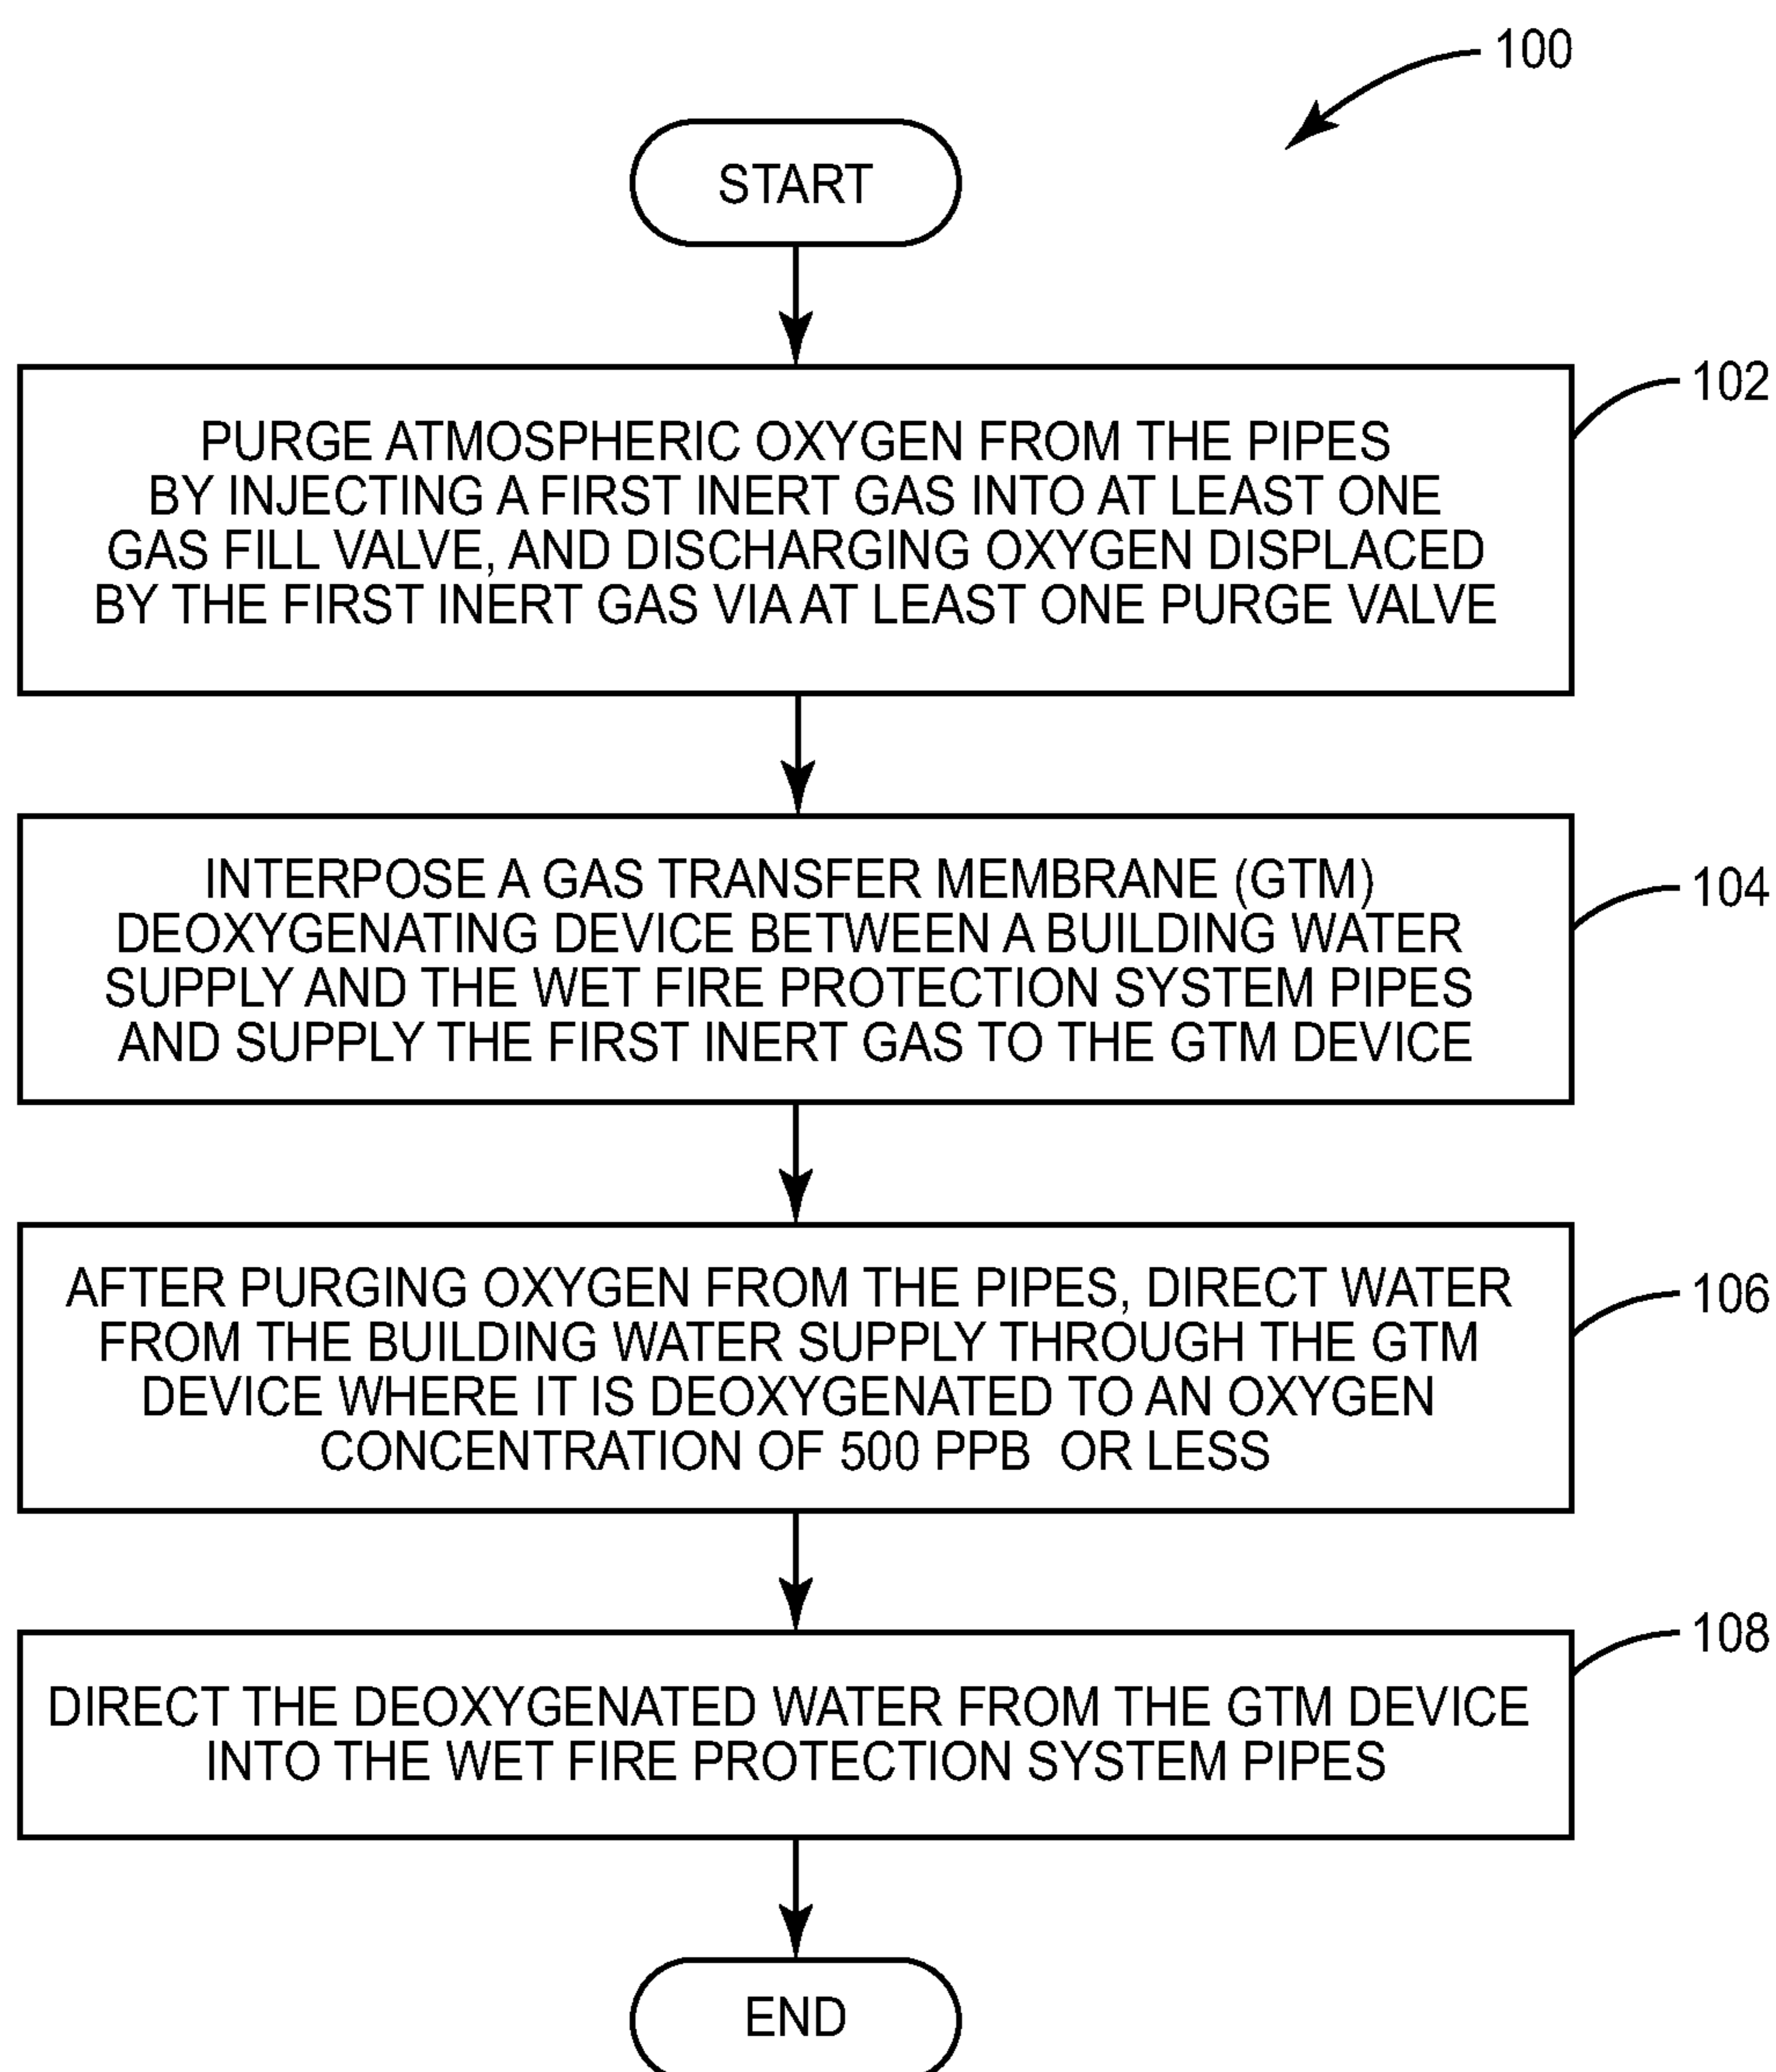 100
START
102
PURGE ATMOSPHERIC OXYGEN FROM THE PIPES
BY INJECTING A FIRST INERT GAS INTO AT LEAST ONE
GAS FILL VALVE, AND DISCHARGING OXYGEN DISPLACED
BY THE FIRST INERT GAS VIA AT LEAST ONE PURGE VALVE
104
INTERPOSE A GAS TRANSFER MEMBRANE (GTM)
DEOXYGENATING DEVICE BETWEEN A BUILDING WATER
SUPPLY AND THE WET FIRE PROTECTION SYSTEM PIPES
AND SUPPLY THE FIRST INERT GAS TO THE GTM DEVICE
106
AFTER PURGING OXYGEN FROM THE PIPES, DIRECT WATER
FROM THE BUILDING WATER SUPPLY THROUGH THE GTM
DEVICE WHERE IT IS DEOXYGENATED TO AN OXYGEN
CONCENTRATION OF 500 PPB OR LESS
108
DIRECT THE DEOXYGENATED WATER FROM THE GTM DEVICE
INTO THE WET FIRE PROTECTION SYSTEM PIPES
END